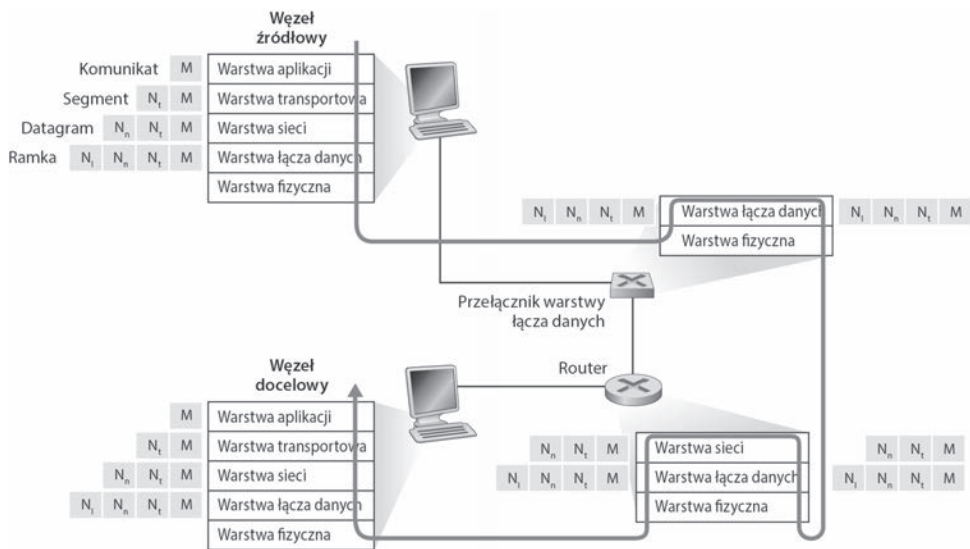 Węzeł
źródłowy
Komunikat M Warstwa aplikacji
Segment Nt M Warstwa transportowa
Datagram Nn Nt M Warstwa sieci
Ramka Nl Nn Nt M Warstwa łącza danych
Warstwa fizyczna
Nl Nn Nt M Warstwa łącza danych Nl Nn Nt M
Warstwa fizyczna
Przełącznik warstwy
łącza danych
Router
Węzeł
docelowy
M Warstwa aplikacji
Nt M Warstwa transportowa
Nn Nt M Warstwa sieci
Nl Nn Nt M Warstwa łącza danych
Warstwa fizyczna
Nn Nt M Warstwa sieci Nn Nt M
Nl Nn Nt M Warstwa łącza danych Nl Nn Nt M
Warstwa fizyczna